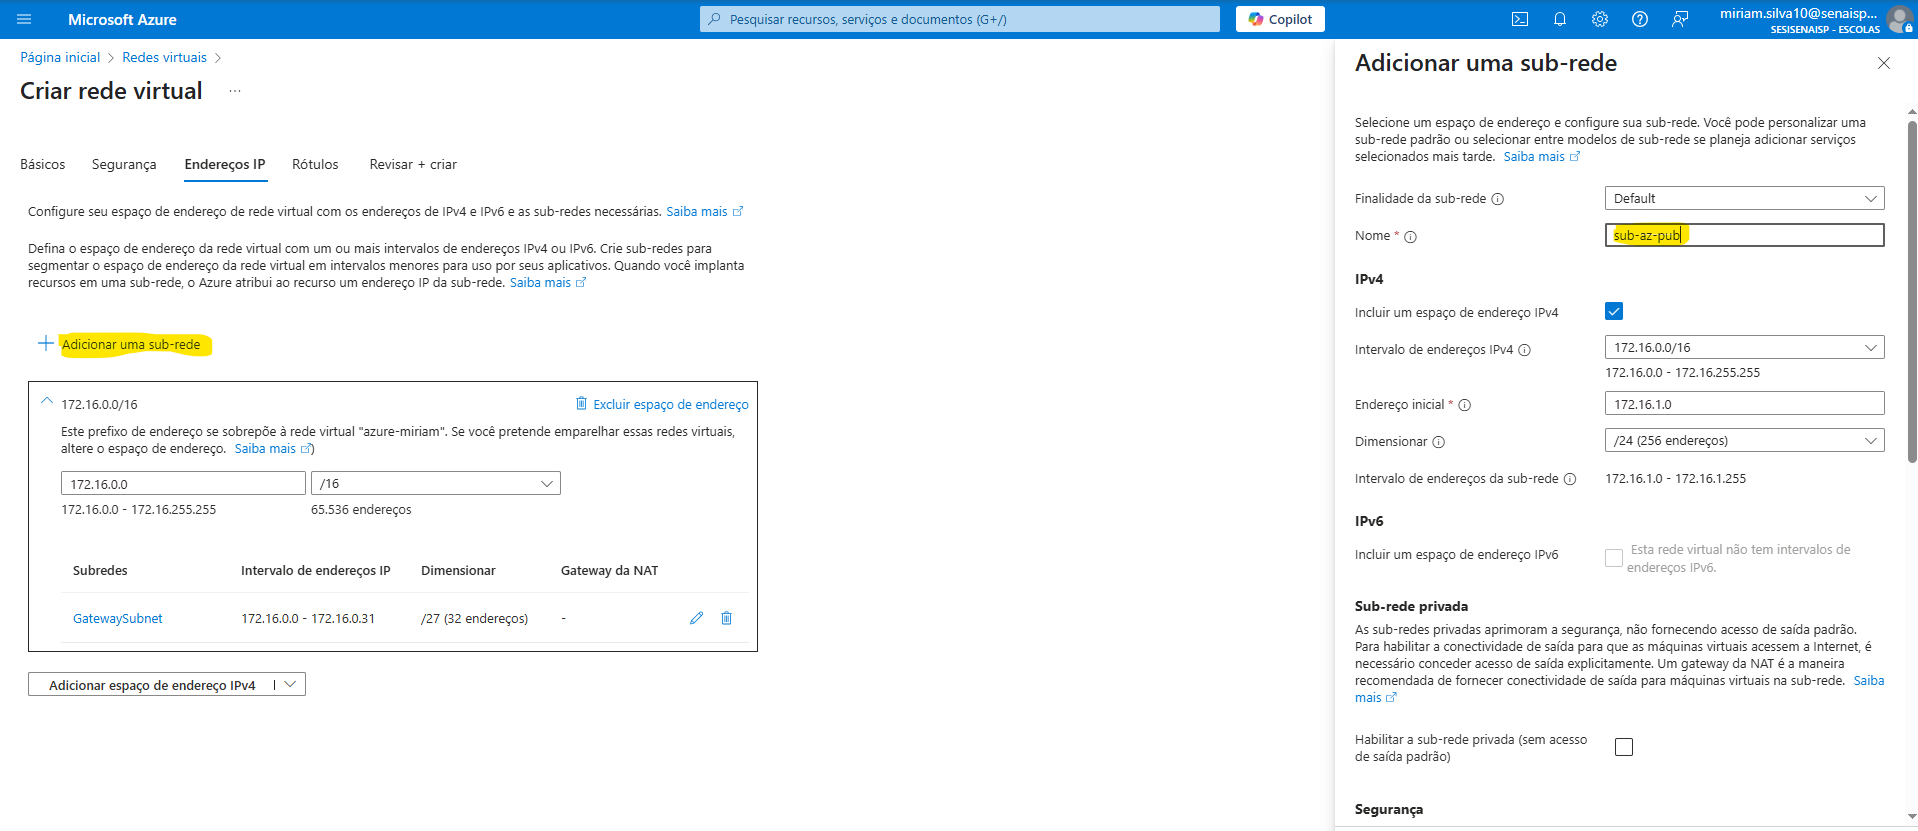 Microsoft Azure
Pesquisar recursos, serviços e documentos (G+/)
Copilot
miriam.silva10@senaisp...
SESISENAISP - ESCOLAS
Página inicial
Redes virtuais
Criar rede virtual
...
Básicos
Segurança
Endereços IP
Rótulos
Revisar + criar
Configure seu espaço de endereço de rede virtual com os endereços de IPv4 e IPv6 e as sub-redes necessárias. Saiba mais
Defina o espaço de endereço da rede virtual com um ou mais intervalos de endereços IPv4 ou IPv6. Crie sub-redes para
segmentar o espaço de endereço da rede virtual em intervalos menores para uso por seus aplicativos. Quando você implanta
recursos em uma sub-rede, o Azure atribui ao recurso um endereço IP da sub-rede. Saiba mais
Adicionar uma sub-rede
172.16.0.0/16
Excluir espaço de endereço
Este prefixo de endereço se sobrepõe à rede virtual "azure-miriam". Se você pretende emparelhar essas redes virtuais,
altere o espaço de endereço. Saiba mais )
172.16.0.0
/16
172.16.0.0 - 172.16.255.255
65.536 endereços
Subredes
Intervalo de endereços IP
Dimensionar
Gateway da NAT
GatewaySubnet
172.16.0.0 - 172.16.0.31
/27 (32 endereços)
-
Adicionar espaço de endereço IPv4 |
Adicionar uma sub-rede
Selecione um espaço de endereço e configure sua sub-rede. Você pode personalizar uma
sub-rede padrão ou selecionar entre modelos de sub-rede se planeja adicionar serviços
selecionados mais tarde. Saiba mais
Finalidade da sub-rede
Default
Nome *
sub-az-pub
IPv4
Incluir um espaço de endereço IPv4
Intervalo de endereços IPv4
172.16.0.0/16
172.16.0.0 - 172.16.255.255
Endereço inicial *
172.16.1.0
Dimensionar
/24 (256 endereços)
Intervalo de endereços da sub-rede
172.16.1.0 - 172.16.1.255
IPv6
Incluir um espaço de endereço IPv6
Esta rede virtual não tem intervalos de
endereços IPv6.
Sub-rede privada
As sub-redes privadas aprimoram a segurança, não fornecendo acesso de saída padrão.
Para habilitar a conectividade de saída para que as máquinas virtuais acessem a Internet, é
necessário conceder acesso de saída explicitamente. Um gateway da NAT é a maneira
recomendada de fornecer conectividade de saída para máquinas virtuais na sub-rede. Saiba
mais
Habilitar a sub-rede privada (sem acesso
de saída padrão)
Segurança